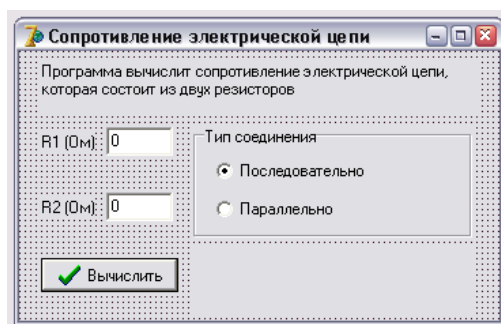 Сопротивление электрической цепи
Программа вычислит сопротивление электрической цепи,
которая состоит из двух резисторов
R1 (Ом): 0
Тип соединения
Последовательно
R2 (Ом): 0
Параллельно
Вычислить